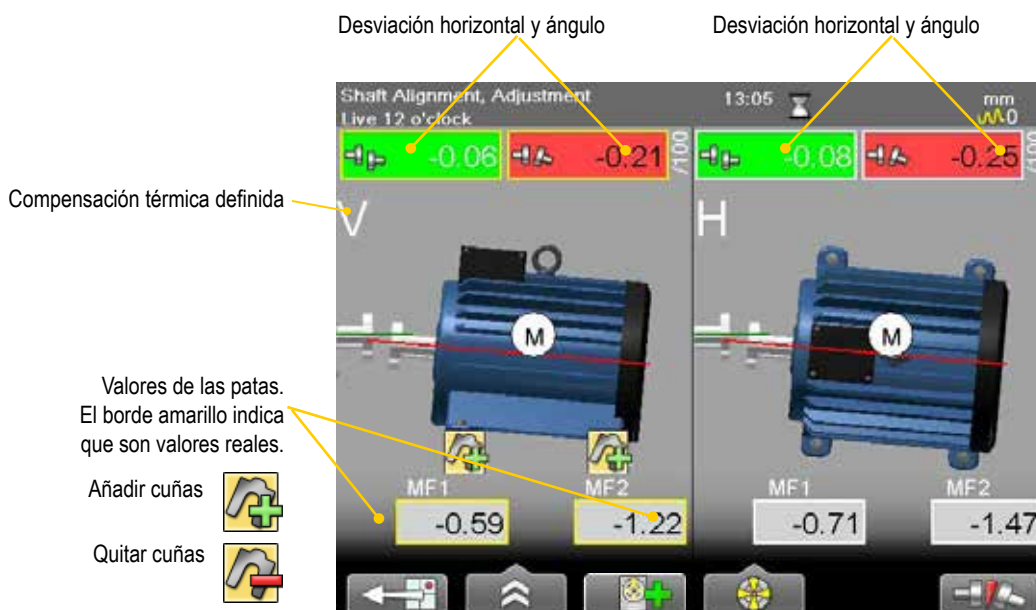 Desviación horizontal y ángulo
Desviación horizontal y ángulo
Shaft Alignment, Adjustment
13:05
mm
Live 12 o'clock
0
-0.06
-0.21
/100
-0.08
-0.25
/100
Compensación térmica definida
V
H
M
M
Valores de las patas.
El borde amarillo indica
que son valores reales.
Añadir cuñas
Quitar cuñas
MF1
MF2
MF1
MF2
-0.59
-1.22
-0.71
-1.47